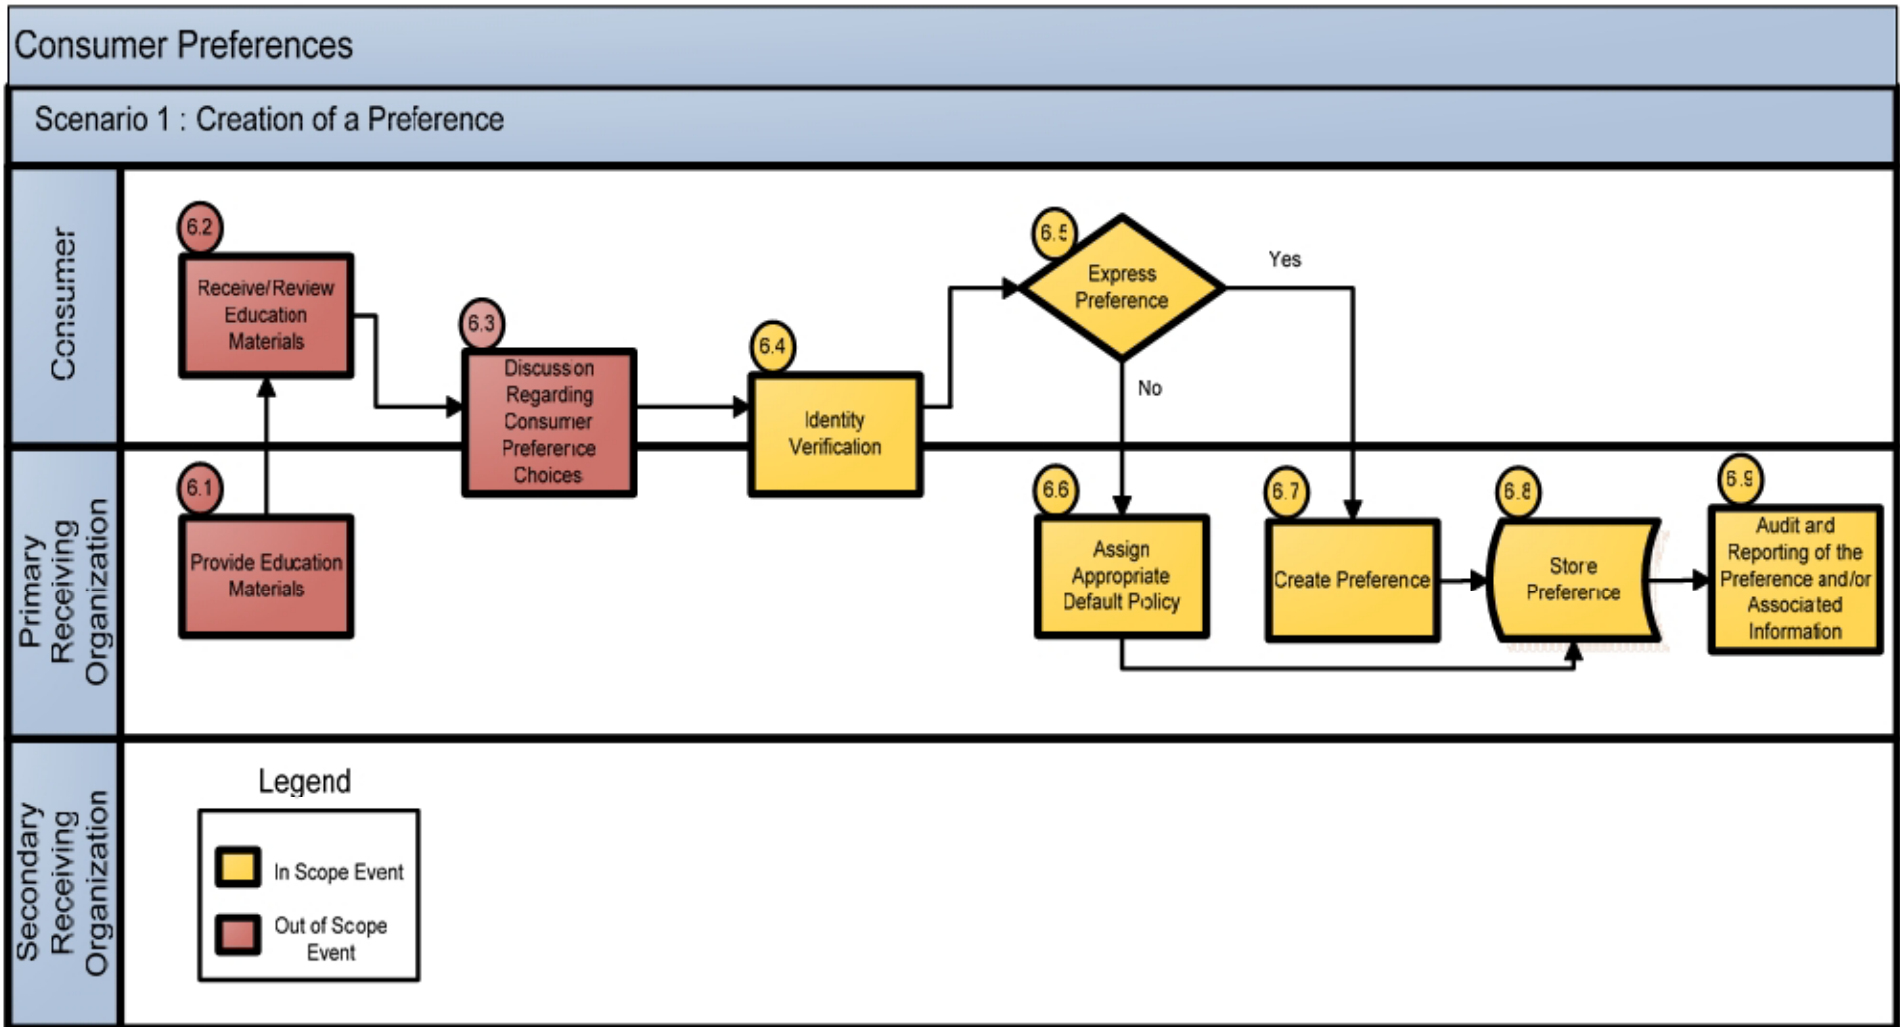 Consumer Preferences
Scenario 1 : Creation of a Preference
Consumer
6.2
Receive/Review
Education
Materials
6.3
Discussion
Regarding
Consumer
Preference
Choices
6.4
Identity
Verification
6.5
Express
Preference
Yes
No
Primary
Receiving
Organization
6.1
Provide Education
Materials
6.6
Assign
Appropriate
Default Policy
6.7
Create Preference
6.8
Store
Preference
6.9
Audit and
Reporting of the
Preference and/or
Associated
Information
Secondary
Receiving
Organization
Legend
In Scope Event
Out of Scope
Event